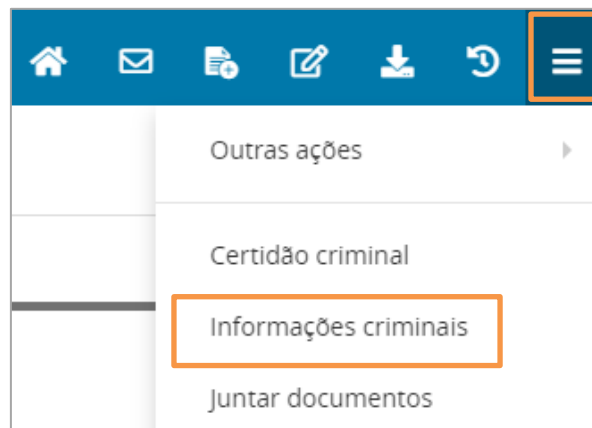 Outras ações
Certidão criminal
Informações criminais
Juntar documentos